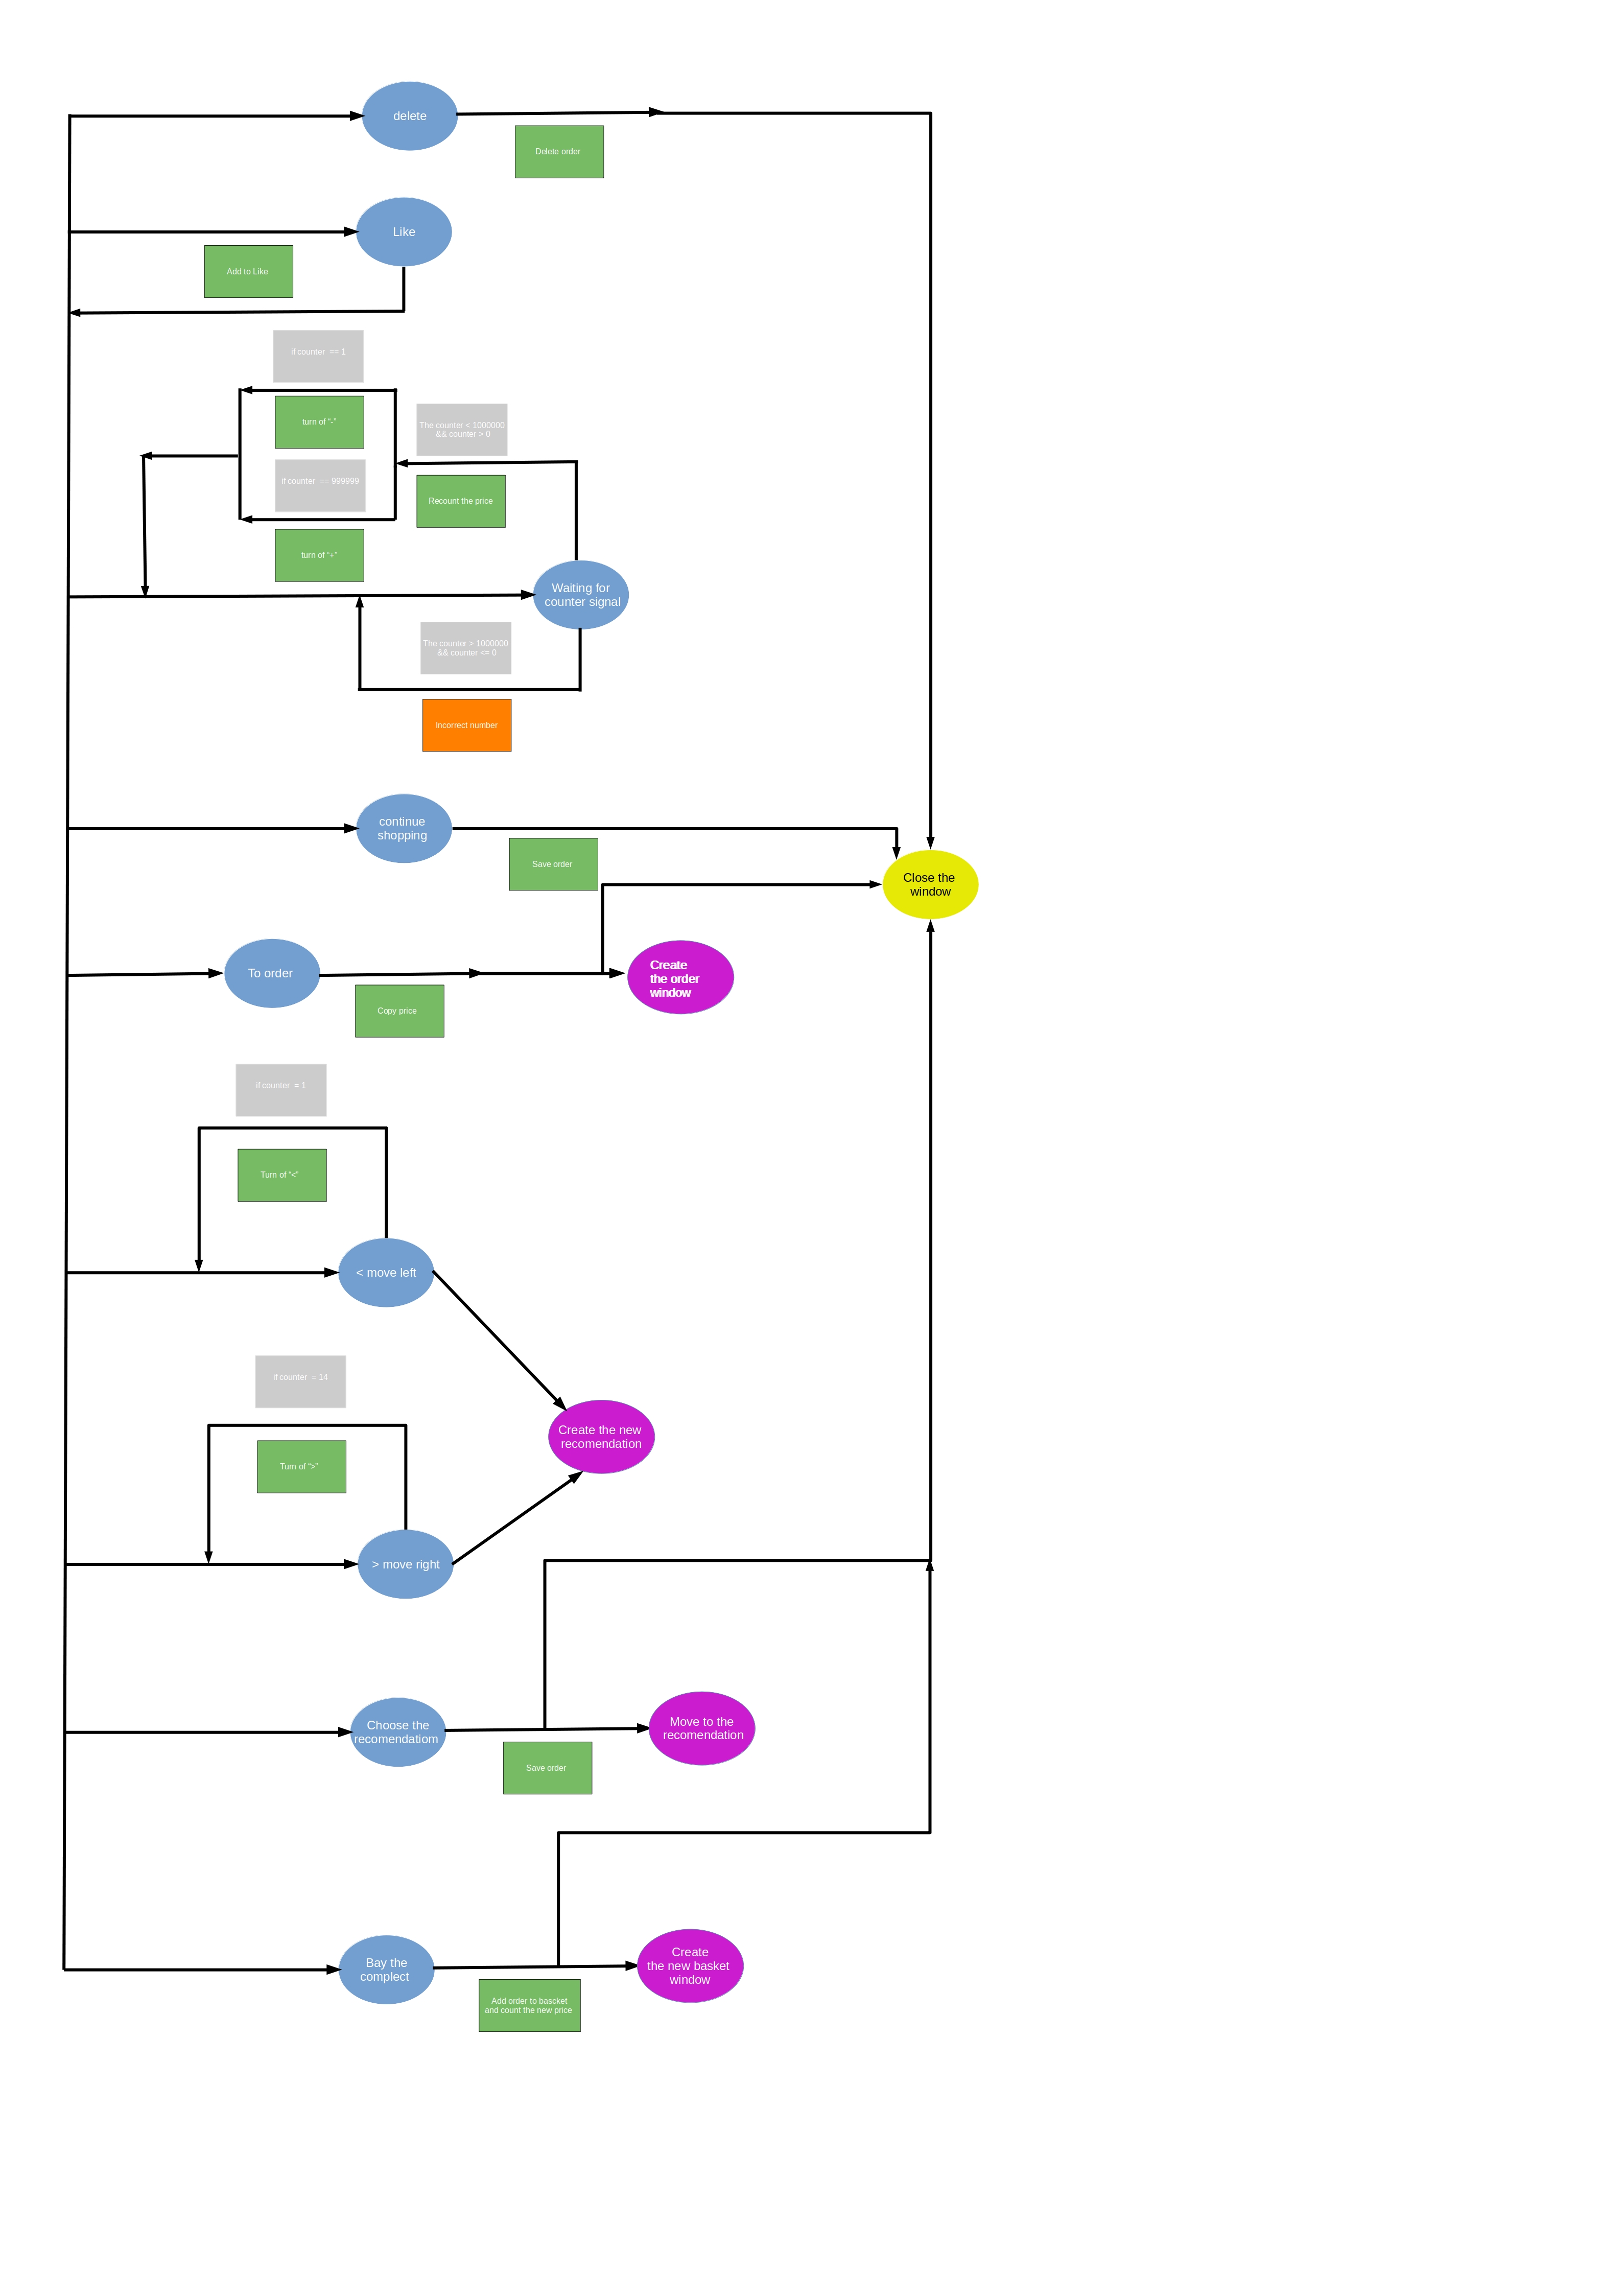 delete
Delete order
Like
Add to Like
if counter == 1
turn of "-"
The counter < 1000000
&& counter > 0
if counter == 999999
Recount the price
turn of "+"
Waiting for
counter signal
The counter > 1000000
&& counter <= 0
Incorrect number
continue
shopping
Save order
Close the
window
To order
Create
the order
window
Copy price
if counter = 1
Turn of "<"
< move left
if counter = 14
Create the new
recomendation
Turn of ">"
> move right
Choose the
recomendatiom
Move to the
recomendation
Save order
Bay the
complect
Create
the new basket
window
Add order to bascket
and count the new price